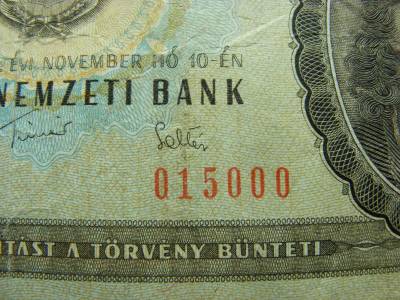 ÉVI NOVEMBER HÓ 10-ÉN
NEMZETI BANK
015000
A TÖRVÉNY BÜNTETI